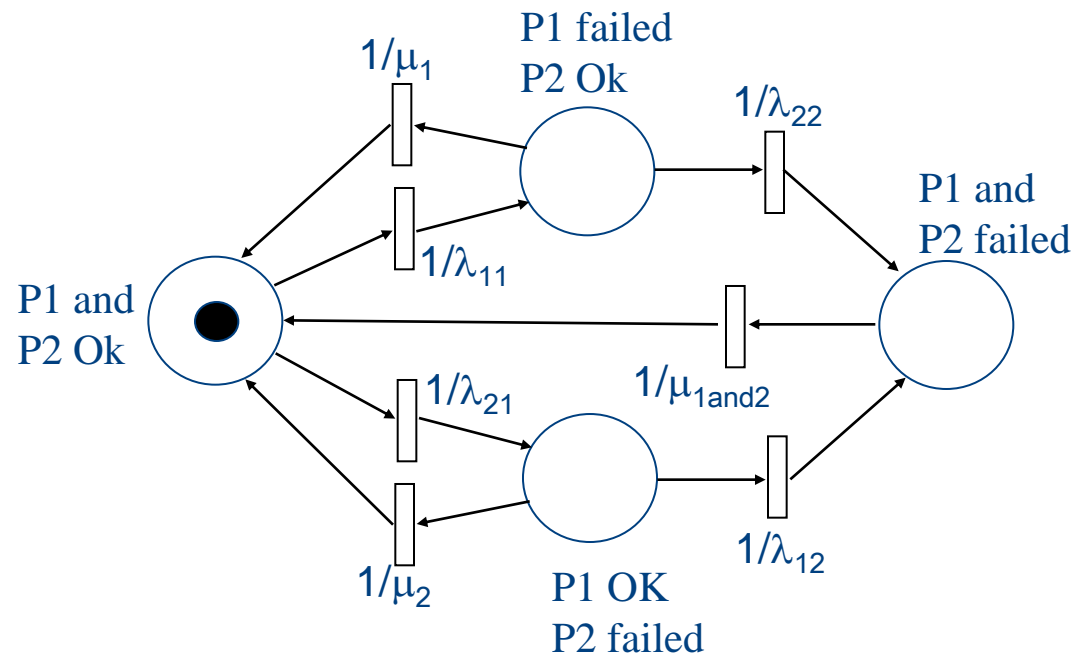 P1 failed
P2 Ok
1/μ₁
1/λ₂₂
P1 and
P2 failed
1/λ₁₁
P1 and
P2 Ok
1/μ₁and₂
1/λ₂₁
1/λ₁₂
1/μ₂
P1 OK
P2 failed